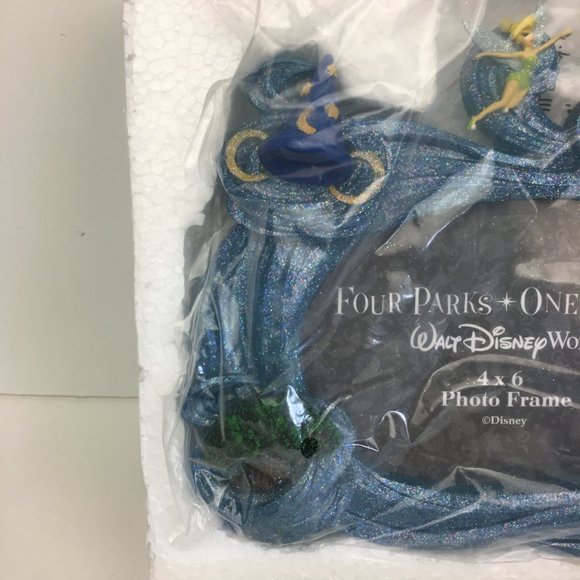 FOUR PARKS ✦ ONE
WALT DISNEY WO
4 x 6
Photo Frame
©Disney